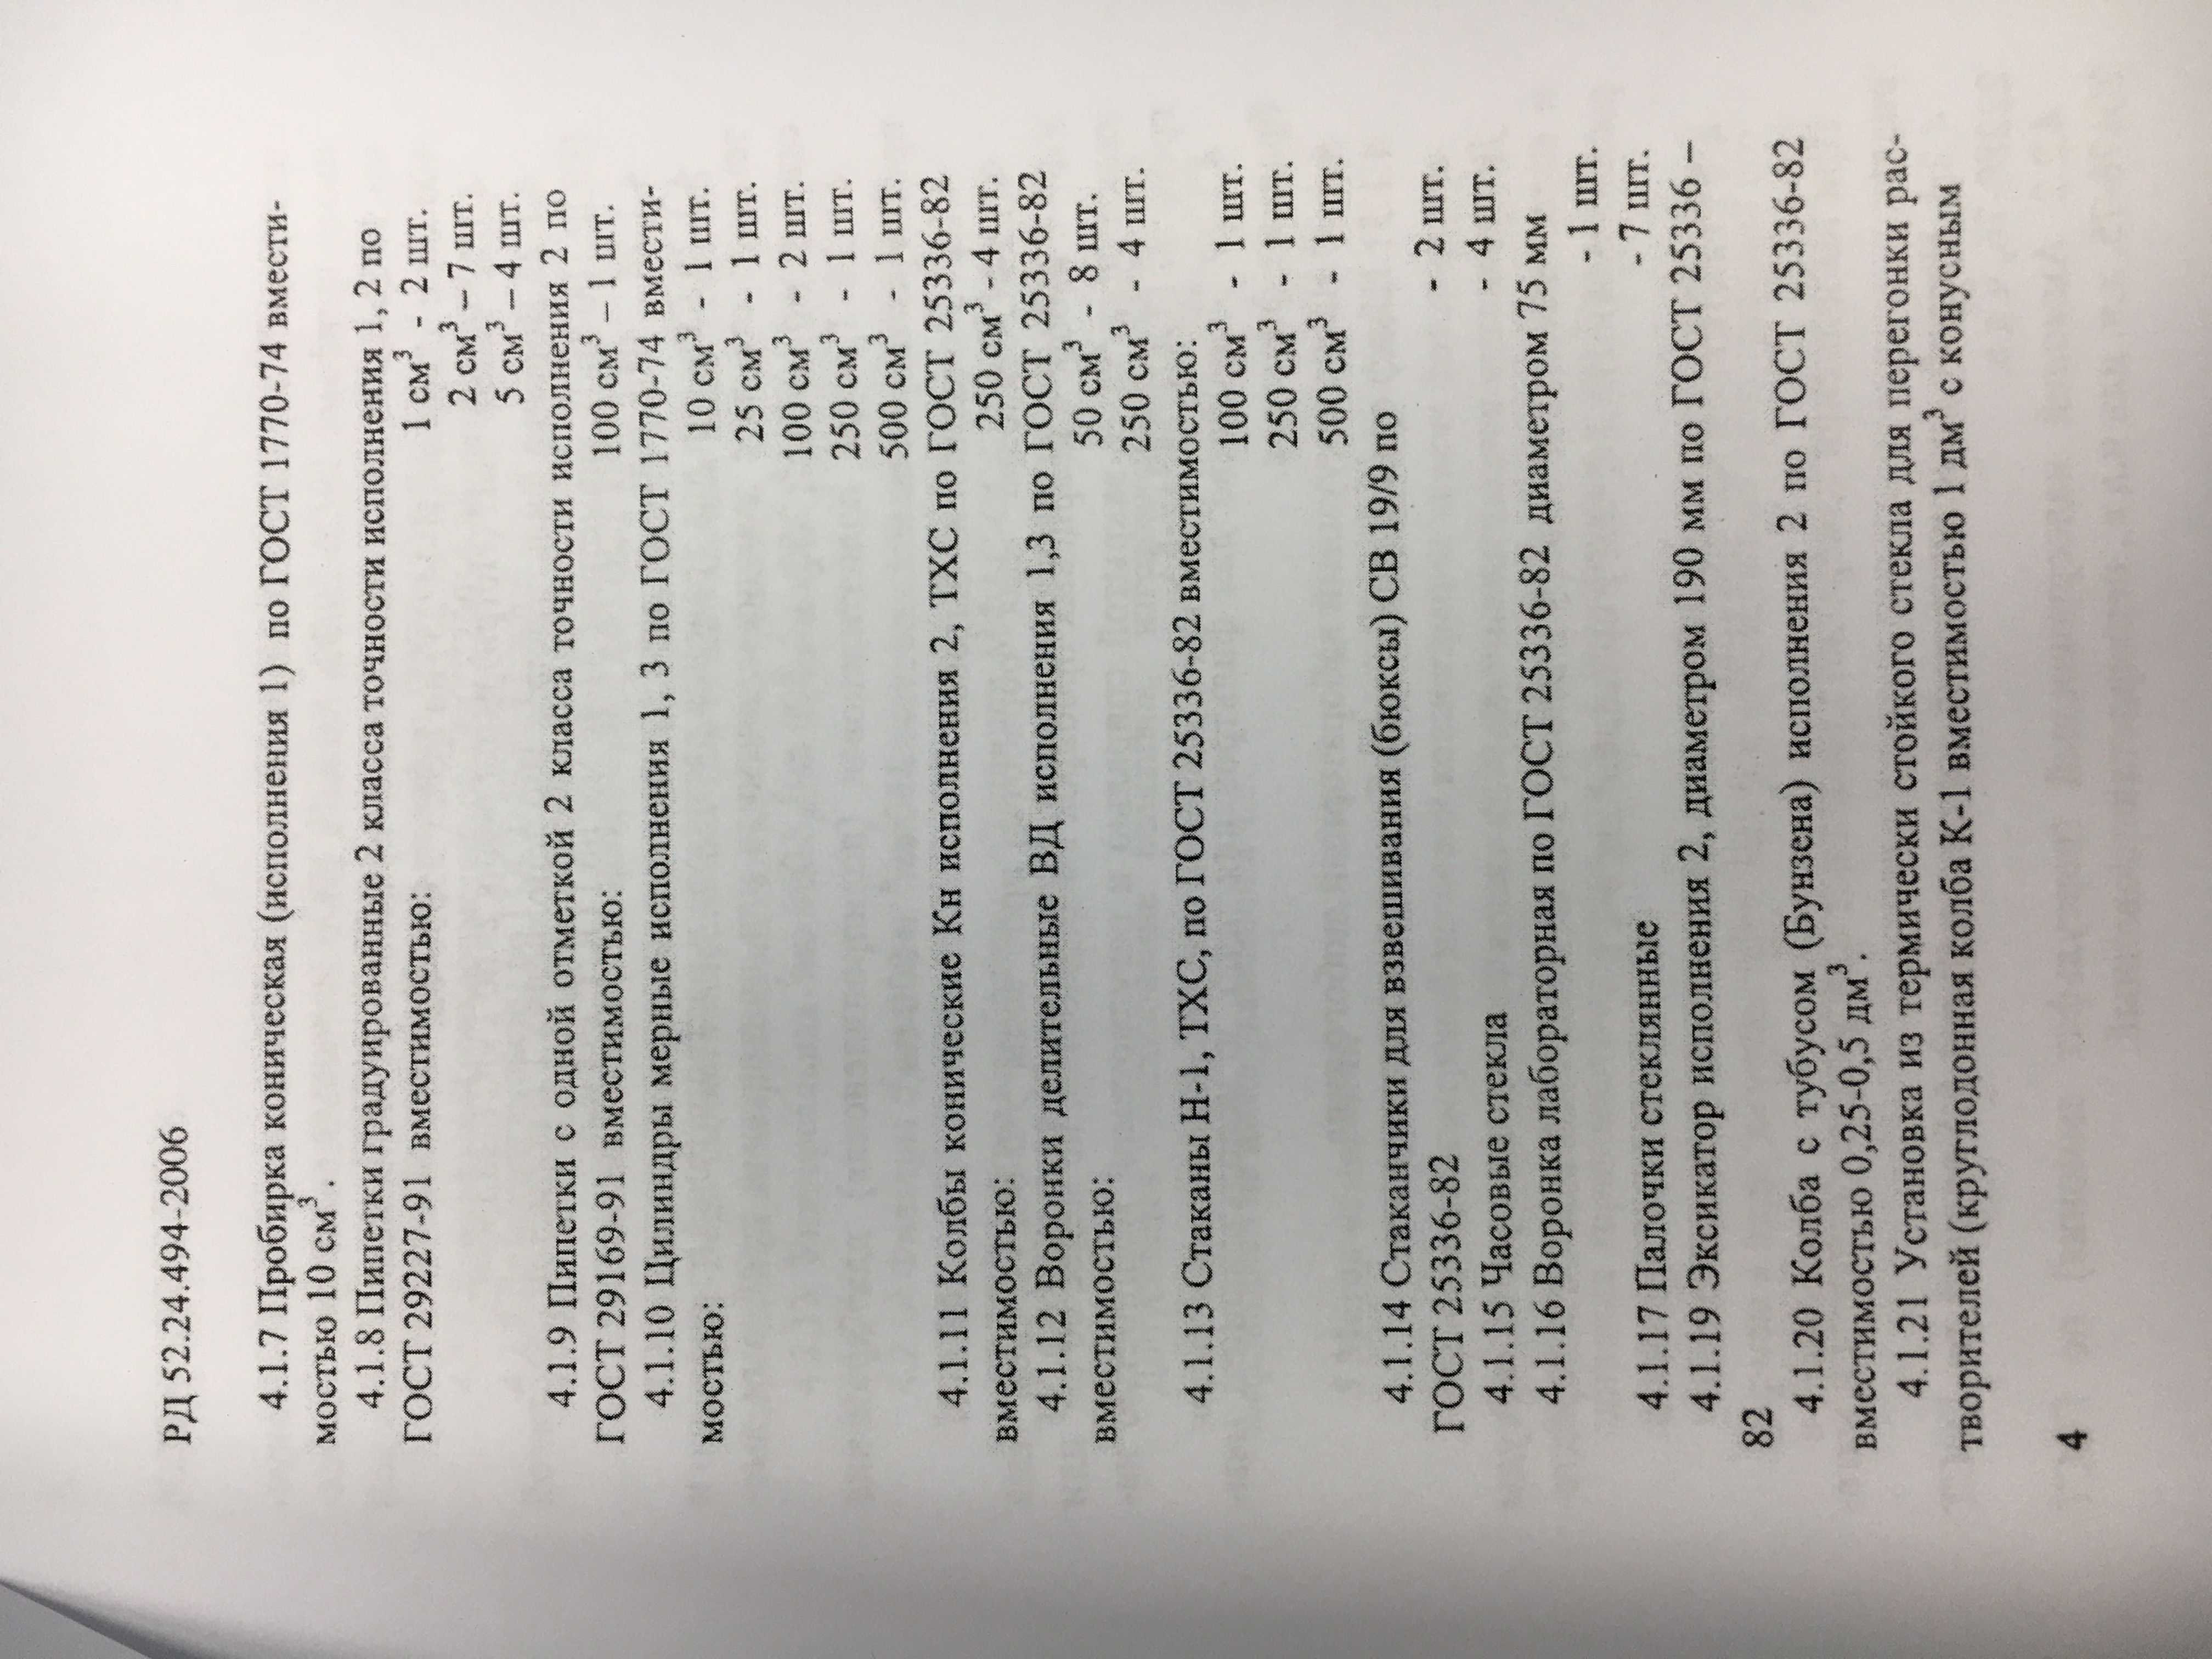 РД 52.24.494-2006
4.1.7 Пробирка коническая (исполнения 1) по ГОСТ 1770-74 вмести-
мостью 10 см³.
4.1.8 Пипетки градуированные 2 класса точности исполнения 1, 2 по
ГОСТ 29227-91 вместимостью: 1 см³ - 2 шт.
2 см³ – 7 шт.
5 см³ – 4 шт.
4.1.9 Пипетки с одной отметкой 2 класса точности исполнения 2 по
ГОСТ 29169-91 вместимостью: 100 см³ – 1 шт.
4.1.10 Цилиндры мерные исполнения 1, 3 по ГОСТ 1770-74 вмести-
мостью: 10 см³ - 1 шт.
25 см³ - 1 шт.
100 см³ - 2 шт.
250 см³ - 1 шт.
500 см³ - 1 шт.
4.1.11 Колбы конические Кн исполнения 2, ТХС по ГОСТ 25336-82
вместимостью: 250 см³ - 4 шт.
4.1.12 Воронки делительные ВД исполнения 1,3 по ГОСТ 25336-82
вместимостью: 50 см³ - 8 шт.
250 см³ - 4 шт.
4.1.13 Стаканы Н-1, ТХС, по ГОСТ 25336-82 вместимостью:
100 см³ - 1 шт.
250 см³ - 1 шт.
500 см³ - 1 шт.
4.1.14 Стаканчики для взвешивания (бюксы) СВ 19/9 по
ГОСТ 25336-82 - 2 шт.
4.1.15 Часовые стекла - 4 шт.
4.1.16 Воронка лабораторная по ГОСТ 25336-82 диаметром 75 мм
- 1 шт.
4.1.17 Палочки стеклянные - 7 шт.
4.1.19 Эксикатор исполнения 2, диаметром 190 мм по ГОСТ 25336 –
82
4.1.20 Колба с тубусом (Бунзена) исполнения 2 по ГОСТ 25336-82
вместимостью 0,25-0,5 дм³.
4.1.21 Установка из термически стойкого стекла для перегонки рас-
творителей (круглодонная колба К-1 вместимостью 1 дм³ с конусным
4